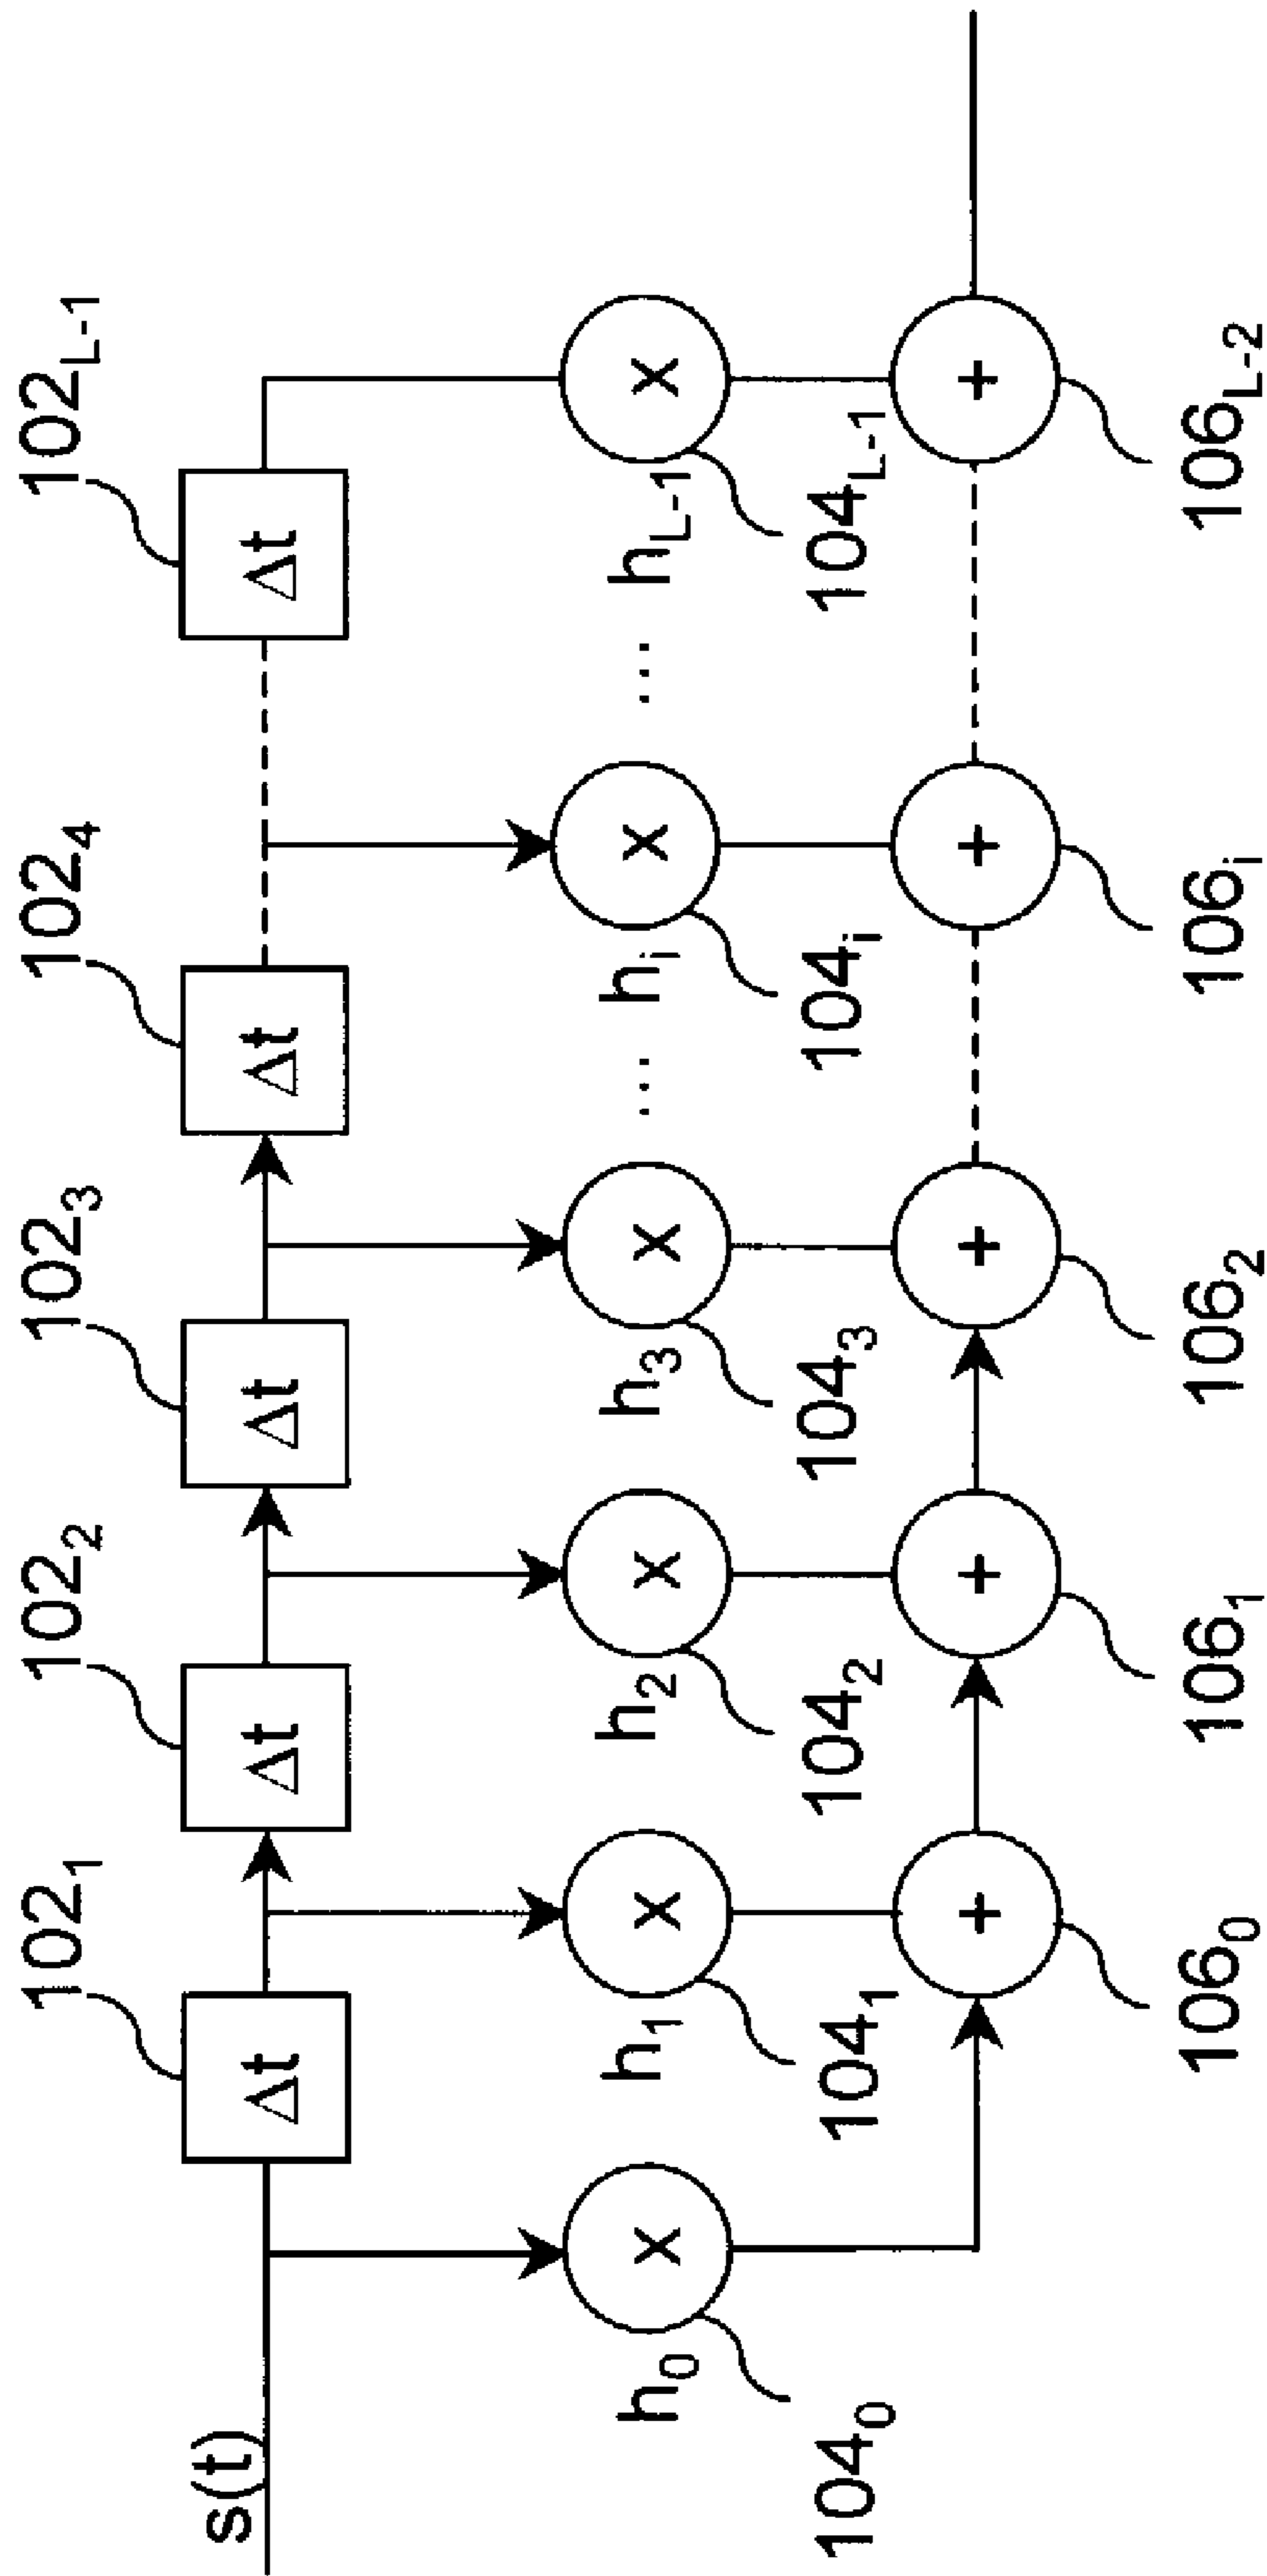 102₁ 102₂ 102₃ 102₄ 102L-1
s(t) Δt Δt Δt Δt Δt
x x x x x x
h₀ h₁ h₂ h₃ ... hᵢ ... hL-1
104₀ 104₁ 104₂ 104₃ 104ᵢ 104L-1
+ + + + +
106₀ 106₁ 106₂ 106ᵢ 106L-2